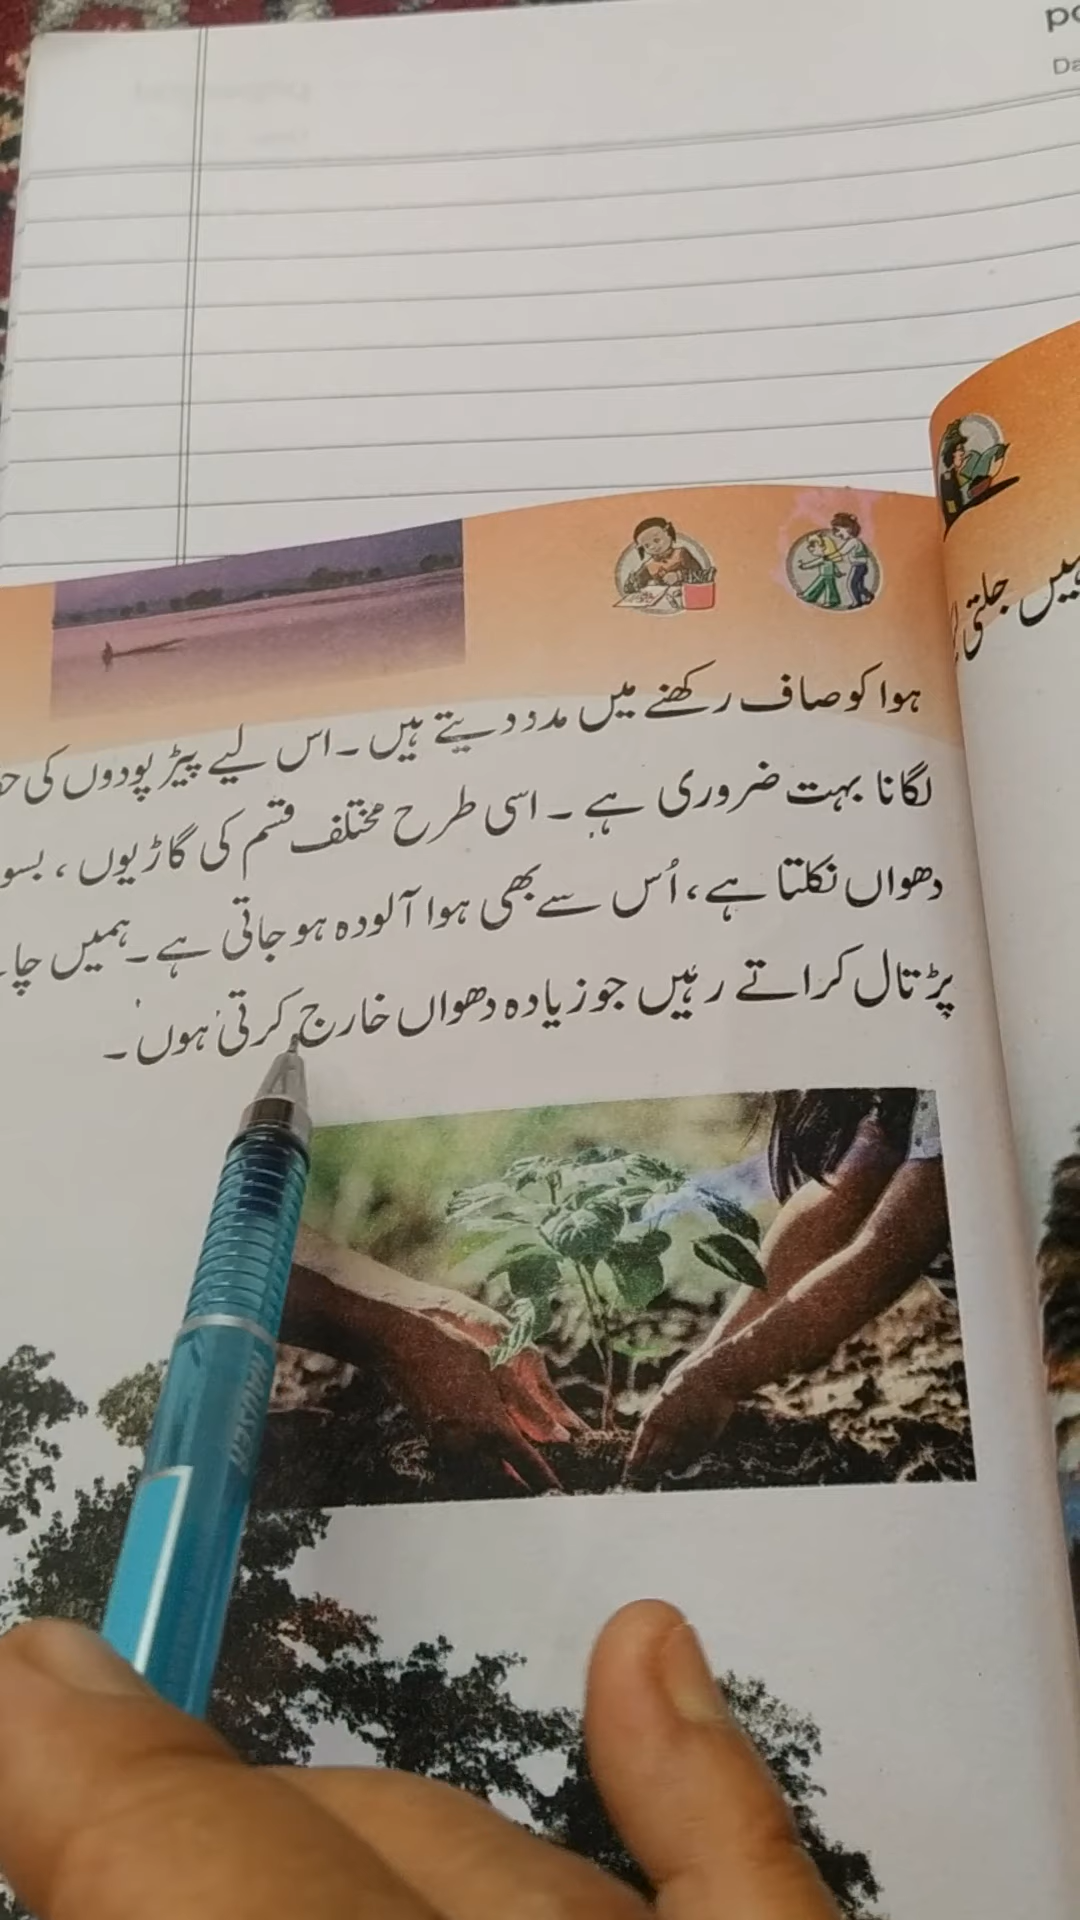 ہوا کو صاف رکھنے میں مدد دیتے ہیں۔ اس لیے پیڑ پودوں کی
لگانا بہت ضروری ہے۔ اسی طرح مختلف قسم کی گاڑیوں،
دھواں نکلتا ہے، اُس سے بھی ہوا آلودہ ہو جاتی ہے۔ ہمیں
پڑتال کراتے رہیں جو زیادہ دھواں خارج کرتی ہوں۔
ہیں جلتی